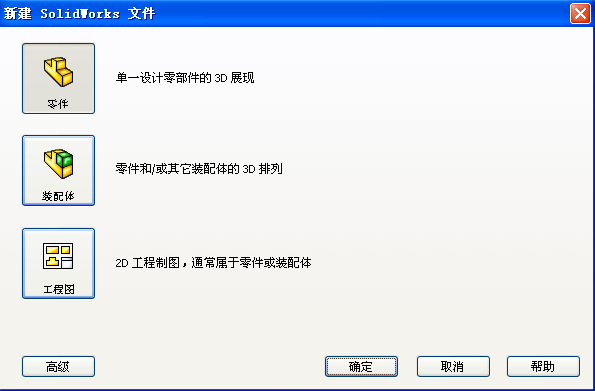 新建 SolidWorks 文件
零件
单一设计零部件的 3D 展现
装配体
零件和/或其它装配体的 3D 排列
工程图
2D 工程制图，通常属于零件或装配体
高级
确定
取消
帮助